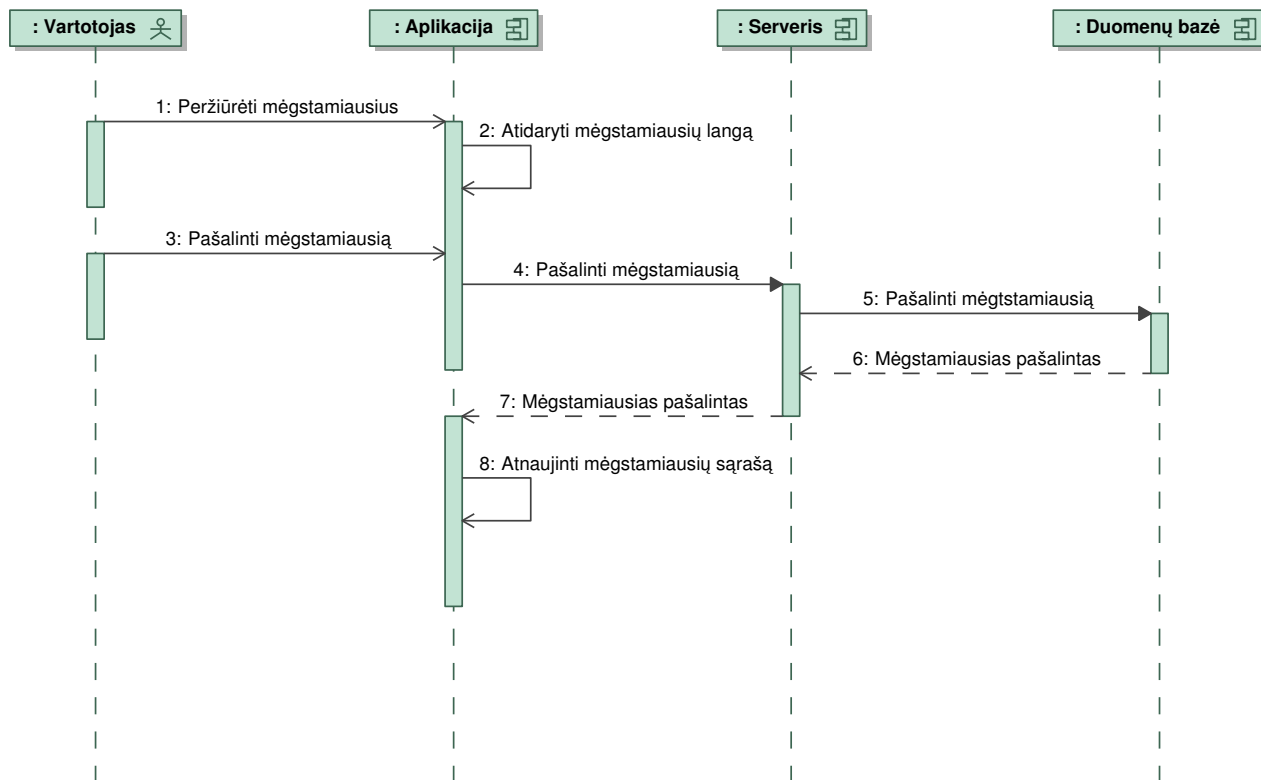 : Vartotojas
: Aplikacija
: Serveris
: Duomenų bazė
1: Peržiūrėti mėgstamiausius
2: Atidaryti mėgstamiausių langą
3: Pašalinti mėgstamiausią
4: Pašalinti mėgstamiausią
5: Pašalinti mėgtstamiausią
6: Mėgstamiausias pašalintas
7: Mėgstamiausias pašalintas
8: Atnaujinti mėgstamiausių sąrašą